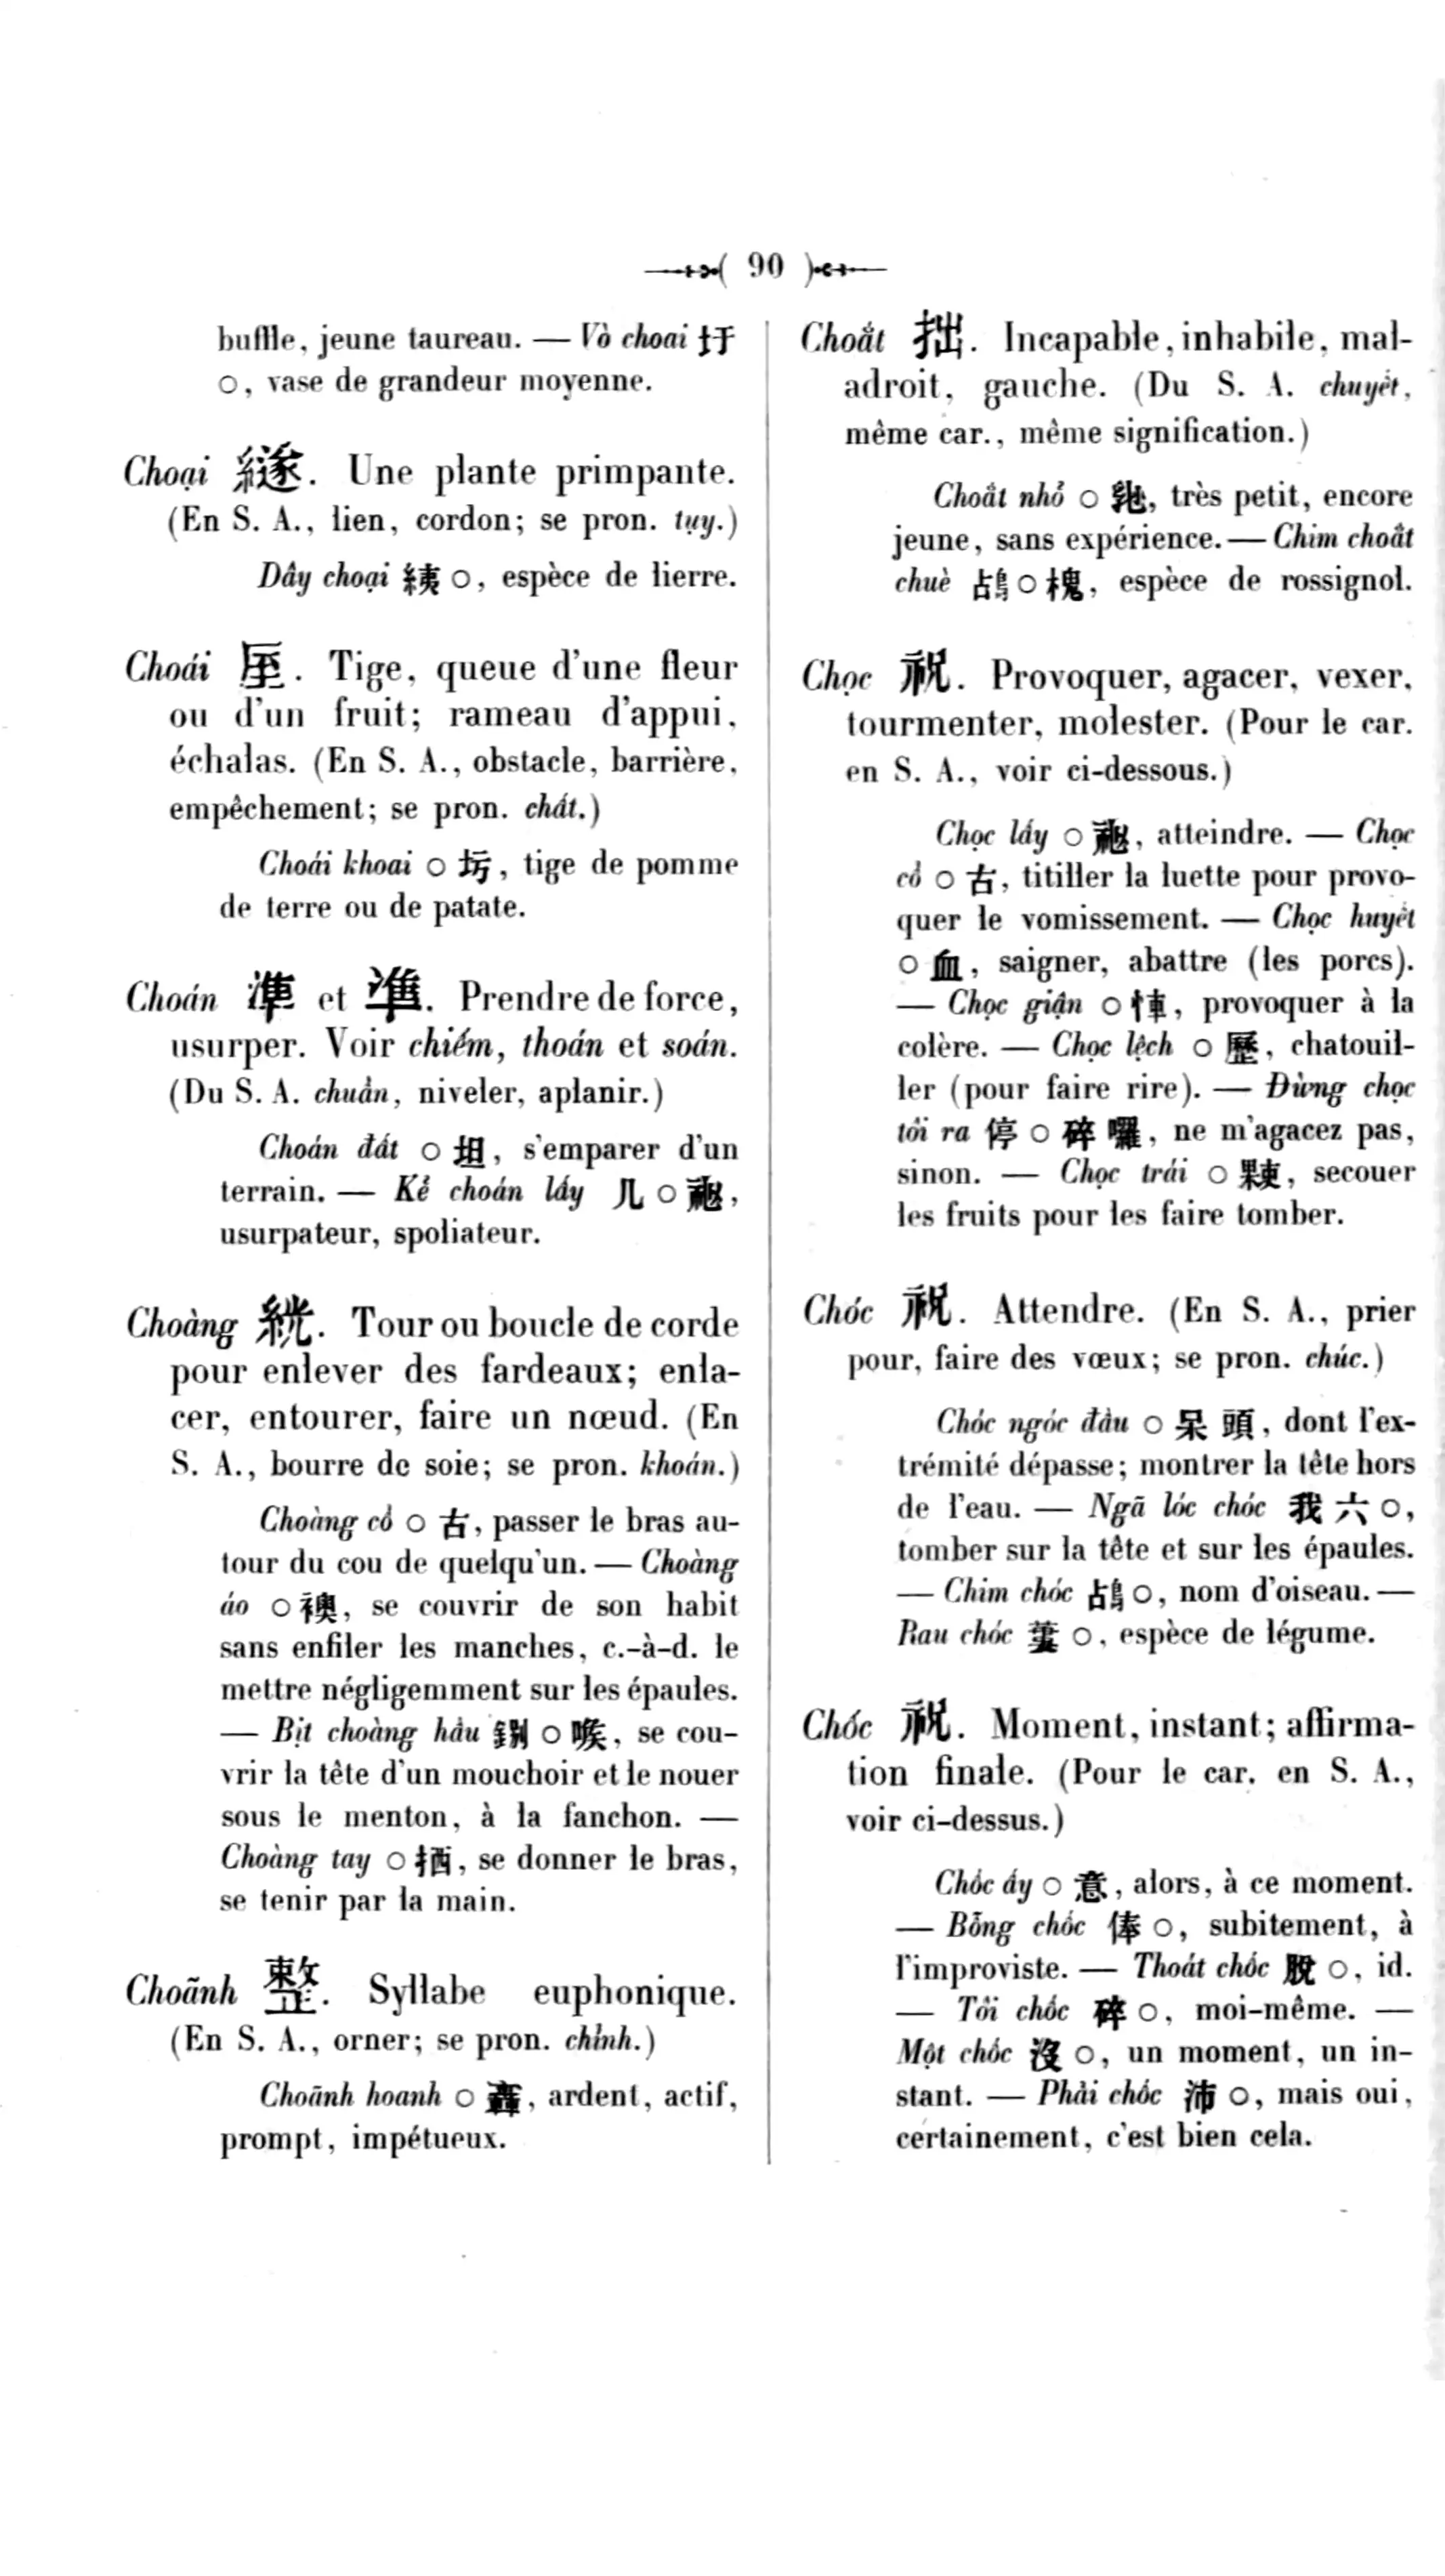 ( 90 )
buffle, jeune taureau. — Vò choai 圩
○, vase de grandeur moyenne.
Choại 繸. Une plante primpante.
(En S. A., lien, cordon; se pron. tụy.)
Dây choại 綀 ○, espèce de lierre.
Choái 厔. Tige, queue d'une fleur
ou d'un fruit; rameau d'appui,
échalas. (En S. A., obstacle, barrière,
empêchement; se pron. chất.)
Choái khoai ○, tige de pomme
de terre ou de patate.
Choán 準 et 準. Prendre de force,
usurper. Voir chiếm, thoán et soán.
(Du S. A. chuẩn, niveler, aplanir.)
Choán đất ○ 坦, s'emparer d'un
terrain. — Kẻ choán lấy 几 ○ 𥙩,
usurpateur, spoliateur.
Choàng 絖. Tour ou boucle de corde
pour enlever des fardeaux; enla-
cer, entourer, faire un nœud. (En
S. A., bourre de soie; se pron. khoán.)
Choàng cổ ○ 古, passer le bras au-
tour du cou de quelqu'un. — Choàng
áo ○ 襖, se couvrir de son habit
sans enfiler les manches, c.-à-d. le
mettre négligemment sur les épaules.
— Bịt choàng hầu ○ 喉, se cou-
vrir la tête d'un mouchoir et le nouer
sous le menton, à la fanchon. —
Choàng tay ○ 拪, se donner le bras,
se tenir par la main.
Choãnh 整. Syllabe euphonique.
(En S. A., orner; se pron. chỉnh.)
Choãnh hoanh ○ 轟, ardent, actif,
prompt, impétueux.
Choắt 拙. Incapable, inhabile, mal-
adroit, gauche. (Du S. A. chuyết,
même car., même signification.)
Choắt nhỏ ○, très petit, encore
jeune, sans expérience. — Chim choắt
chuè 鴣 ○ 槐, espèce de rossignol.
Chọc 祝. Provoquer, agacer, vexer,
tourmenter, molester. (Pour le car.
en S. A., voir ci-dessous.)
Chọc lấy ○ 𥙩, atteindre. — Chọc
cổ ○ 古, titiller la luette pour provo-
quer le vomissement. — Chọc huyết
○ 血, saigner, abattre (les porcs).
— Chọc giận ○, provoquer à la
colère. — Chọc lệch ○ 歷, chatouil-
ler (pour faire rire). — Đừng chọc
tôi ra 停 ○ 碎 囉, ne m'agacez pas,
sinon. — Chọc trái ○, secouer
les fruits pour les faire tomber.
Chóc 祝. Attendre. (En S. A., prier
pour, faire des vœux; se pron. chúc.)
Chóc ngóc đầu ○ 呆 頭, dont l'ex-
trémité dépasse; montrer la tête hors
de l'eau. — Ngã lóc chóc 我 六 ○,
tomber sur la tête et sur les épaules.
— Chim chóc 鴣 ○, nom d'oiseau. —
Rau chóc ○, espèce de légume.
Chốc 祝. Moment, instant; affirma-
tion finale. (Pour le car. en S. A.,
voir ci-dessus.)
Chốc ấy ○ 意, alors, à ce moment.
— Bỗng chốc 俸 ○, subitement, à
l'improviste. — Thoát chốc 脫 ○, id.
— Tôi chốc 碎 ○, moi-même. —
Một chốc 沒 ○, un moment, un in-
stant. — Phải chốc 沛 ○, mais oui,
certainement, c'est bien cela.